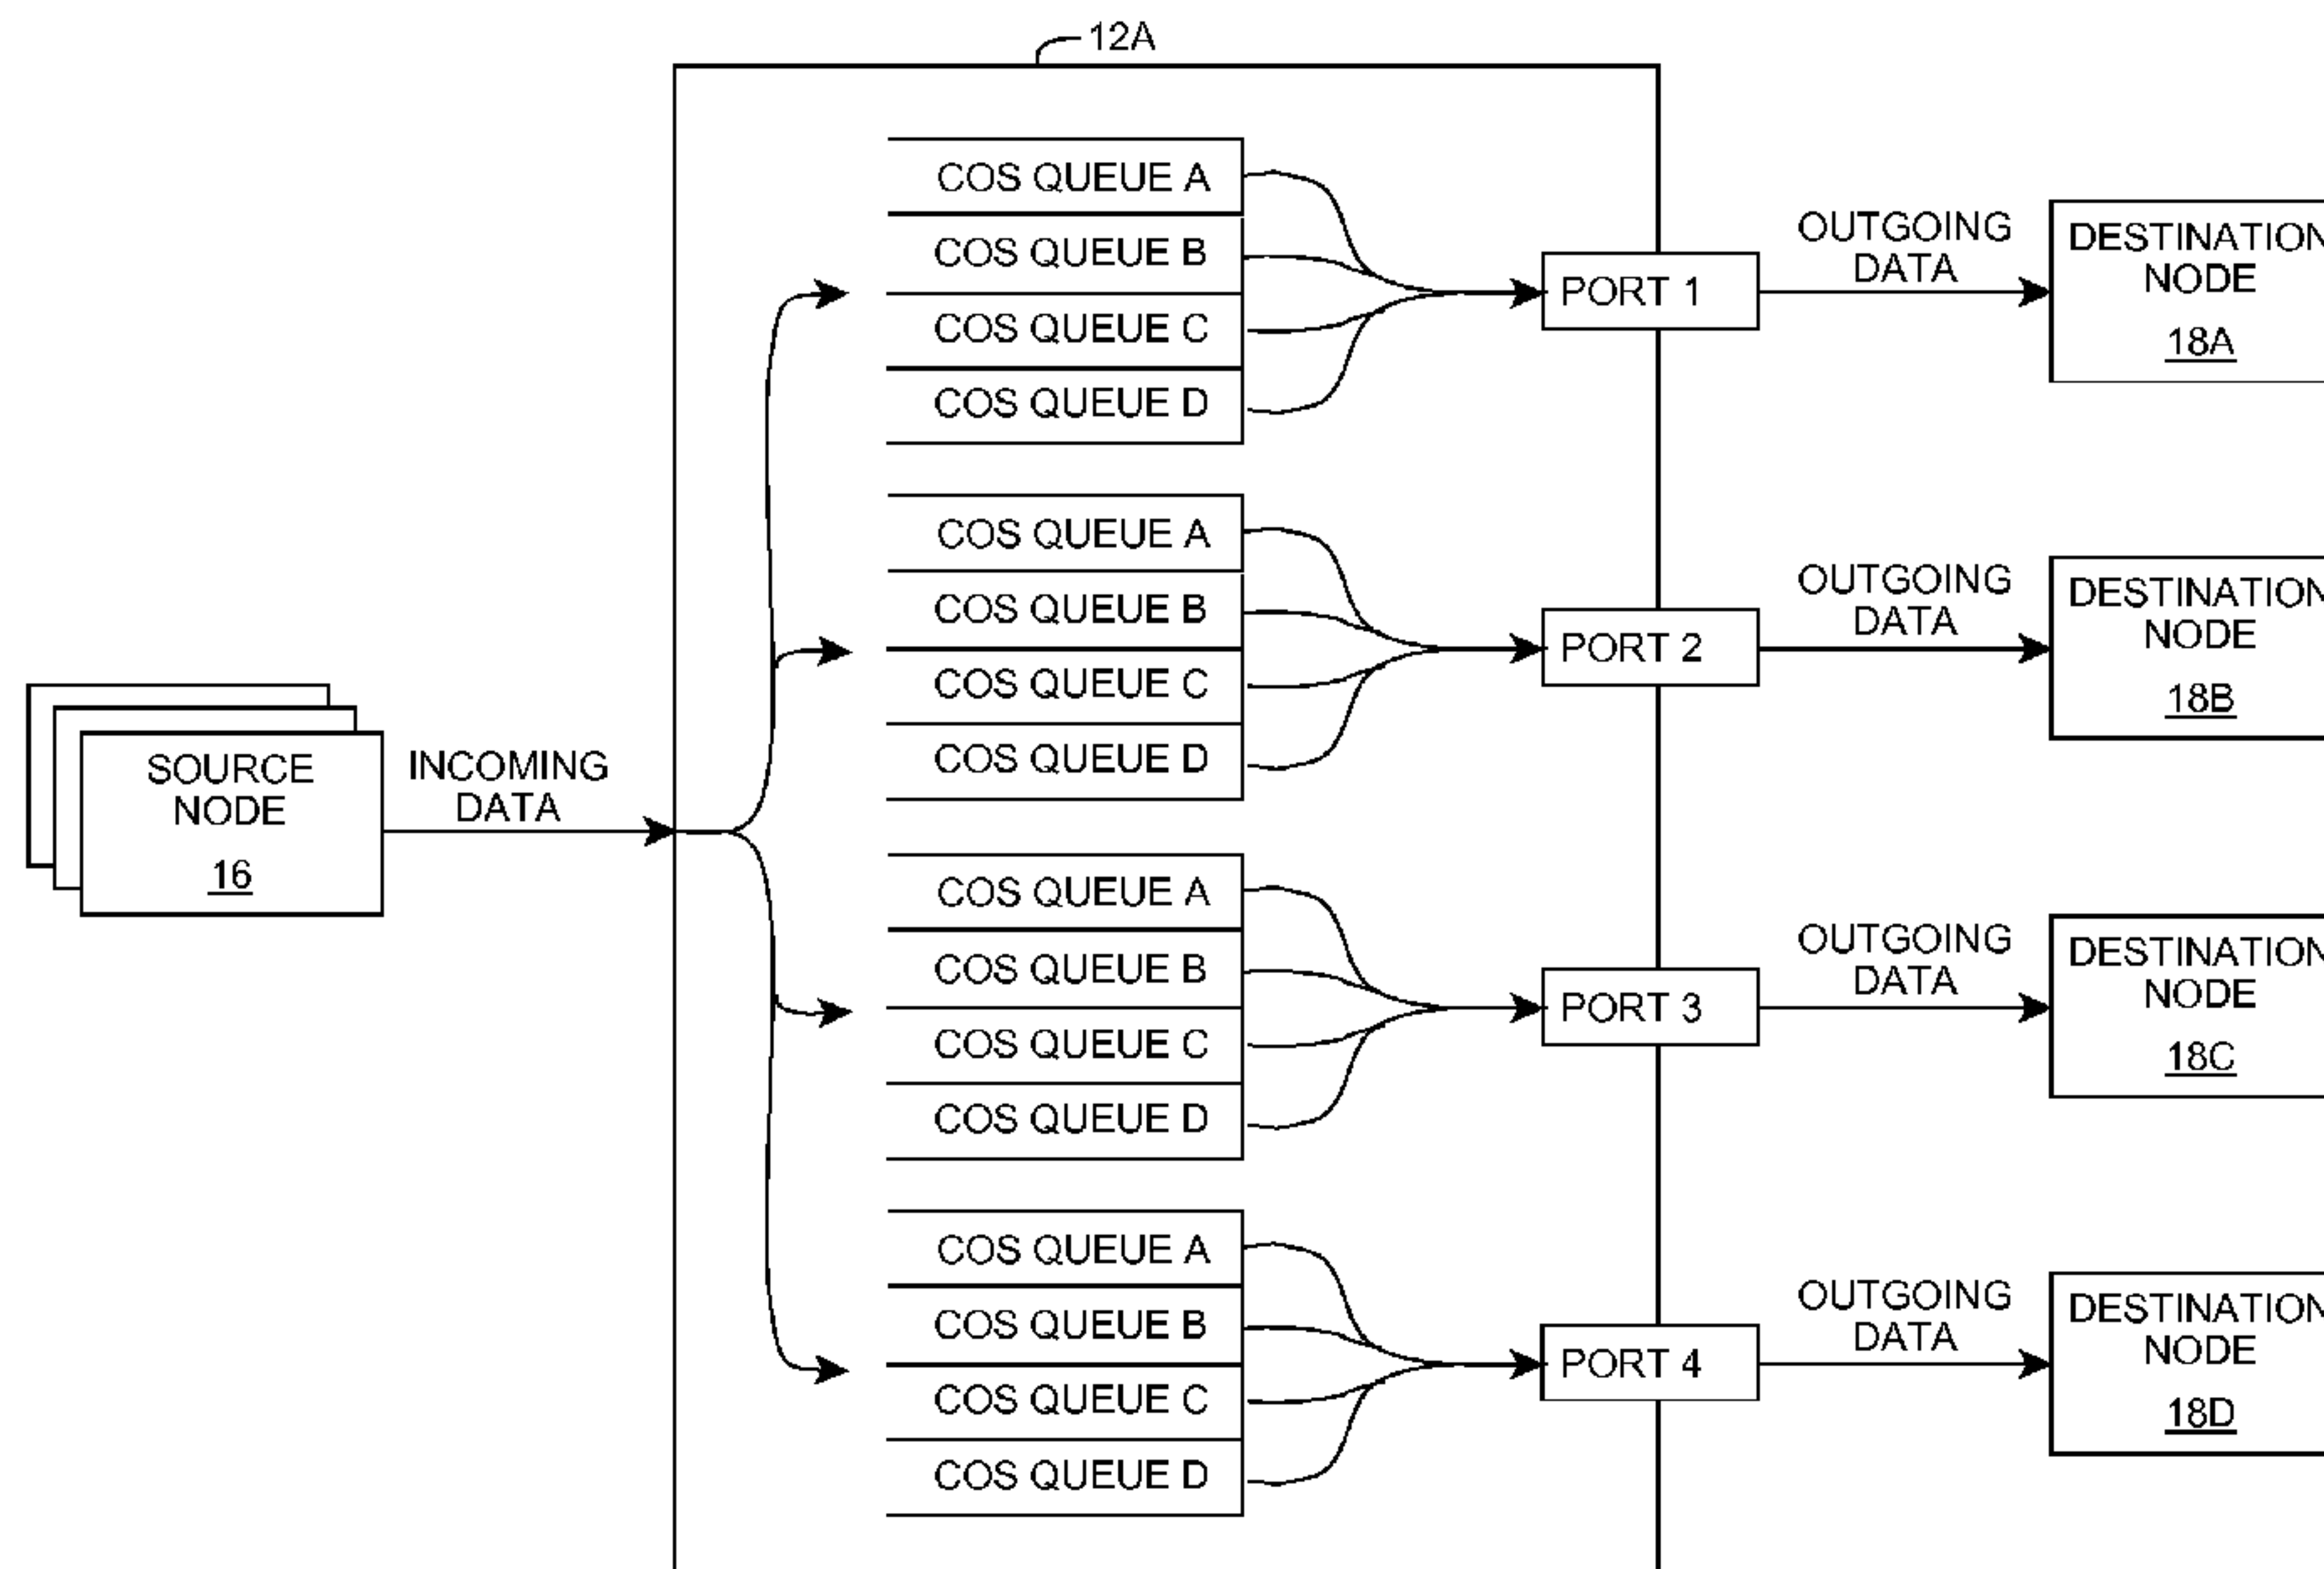 12A
COS QUEUE A
COS QUEUE B
COS QUEUE C
COS QUEUE D
PORT 1
OUTGOING
DATA
DESTINATION
NODE
18A
COS QUEUE A
COS QUEUE B
COS QUEUE C
COS QUEUE D
PORT 2
OUTGOING
DATA
DESTINATION
NODE
18B
SOURCE
NODE
16
INCOMING
DATA
COS QUEUE A
COS QUEUE B
COS QUEUE C
COS QUEUE D
PORT 3
OUTGOING
DATA
DESTINATION
NODE
18C
COS QUEUE A
COS QUEUE B
COS QUEUE C
COS QUEUE D
PORT 4
OUTGOING
DATA
DESTINATION
NODE
18D